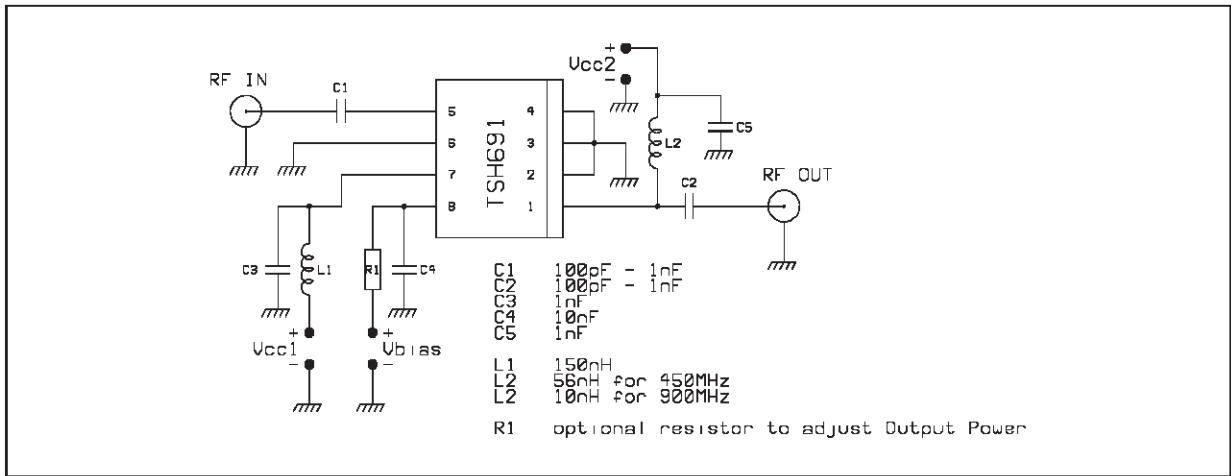 +
Vcc2
-
RF IN
C1
5 4
6 3
7 2
8 1
TSH691
L2
C5
C2
RF OUT
C3
L1
R1
C4
+
Vcc1
-
+
Vbias
-
C1 100pF - 1nF
C2 100pF - 1nF
C3 1nF
C4 10nF
C5 1nF
L1 150nH
L2 56nH for 450MHz
L2 10nH for 900MHz
R1 optional resistor to adjust Output Power